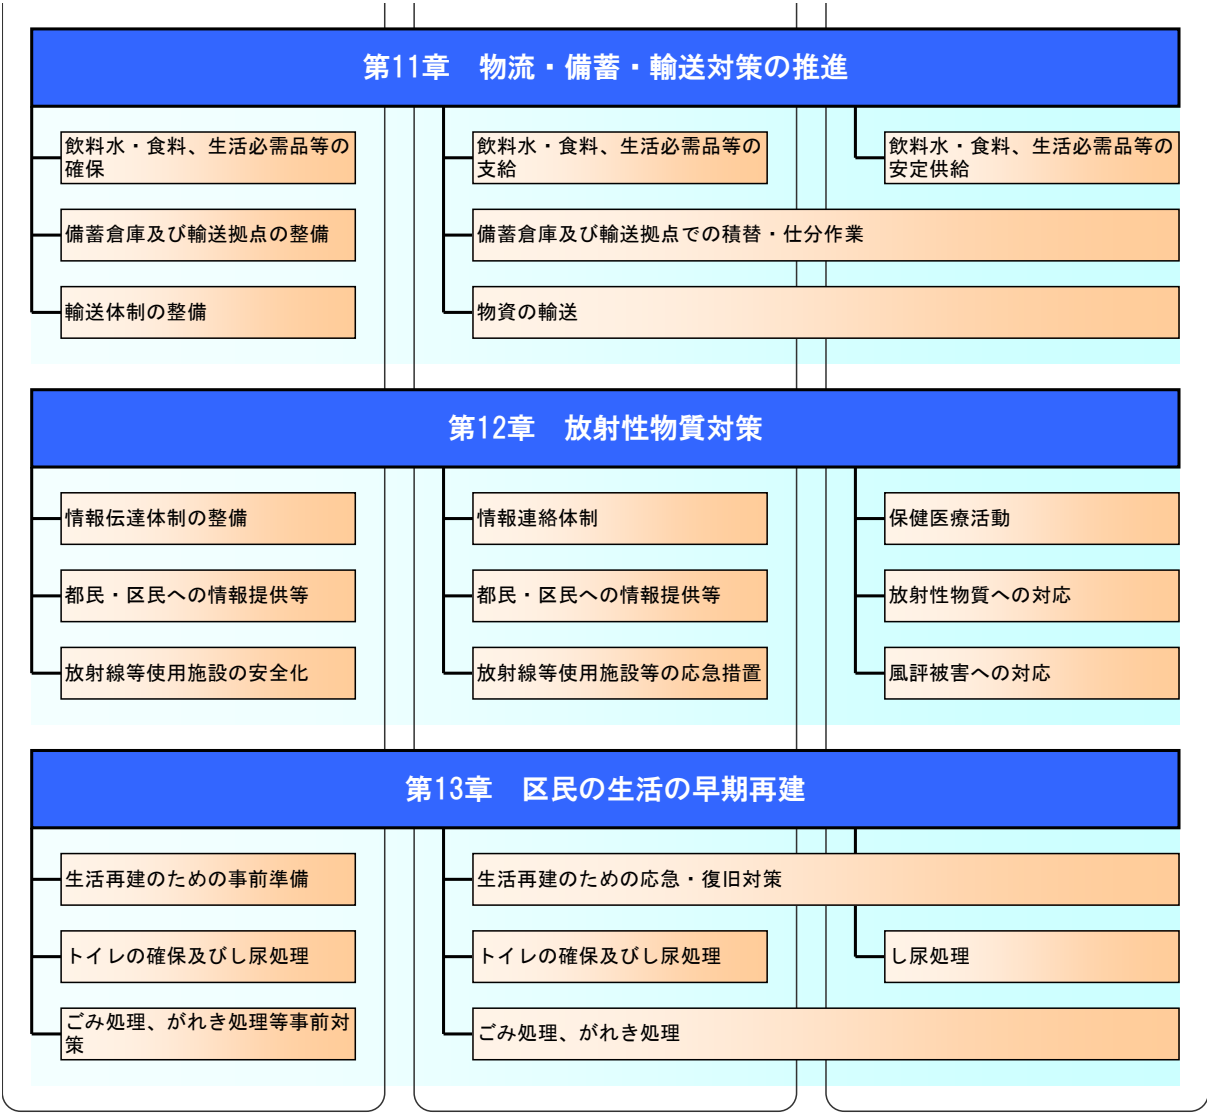 第11章　物流・備蓄・輸送対策の推進
飲料水・食料、生活必需品等の
確保
飲料水・食料、生活必需品等の
支給
飲料水・食料、生活必需品等の
安定供給
備蓄倉庫及び輸送拠点の整備
備蓄倉庫及び輸送拠点での積替・仕分作業
輸送体制の整備
物資の輸送
第12章　放射性物質対策
情報伝達体制の整備
情報連絡体制
保健医療活動
都民・区民への情報提供等
都民・区民への情報提供等
放射性物質への対応
放射線等使用施設の安全化
放射線等使用施設等の応急措置
風評被害への対応
第13章　区民の生活の早期再建
生活再建のための事前準備
生活再建のための応急・復旧対策
トイレの確保及びし尿処理
トイレの確保及びし尿処理
し尿処理
ごみ処理、がれき処理等事前対
策
ごみ処理、がれき処理